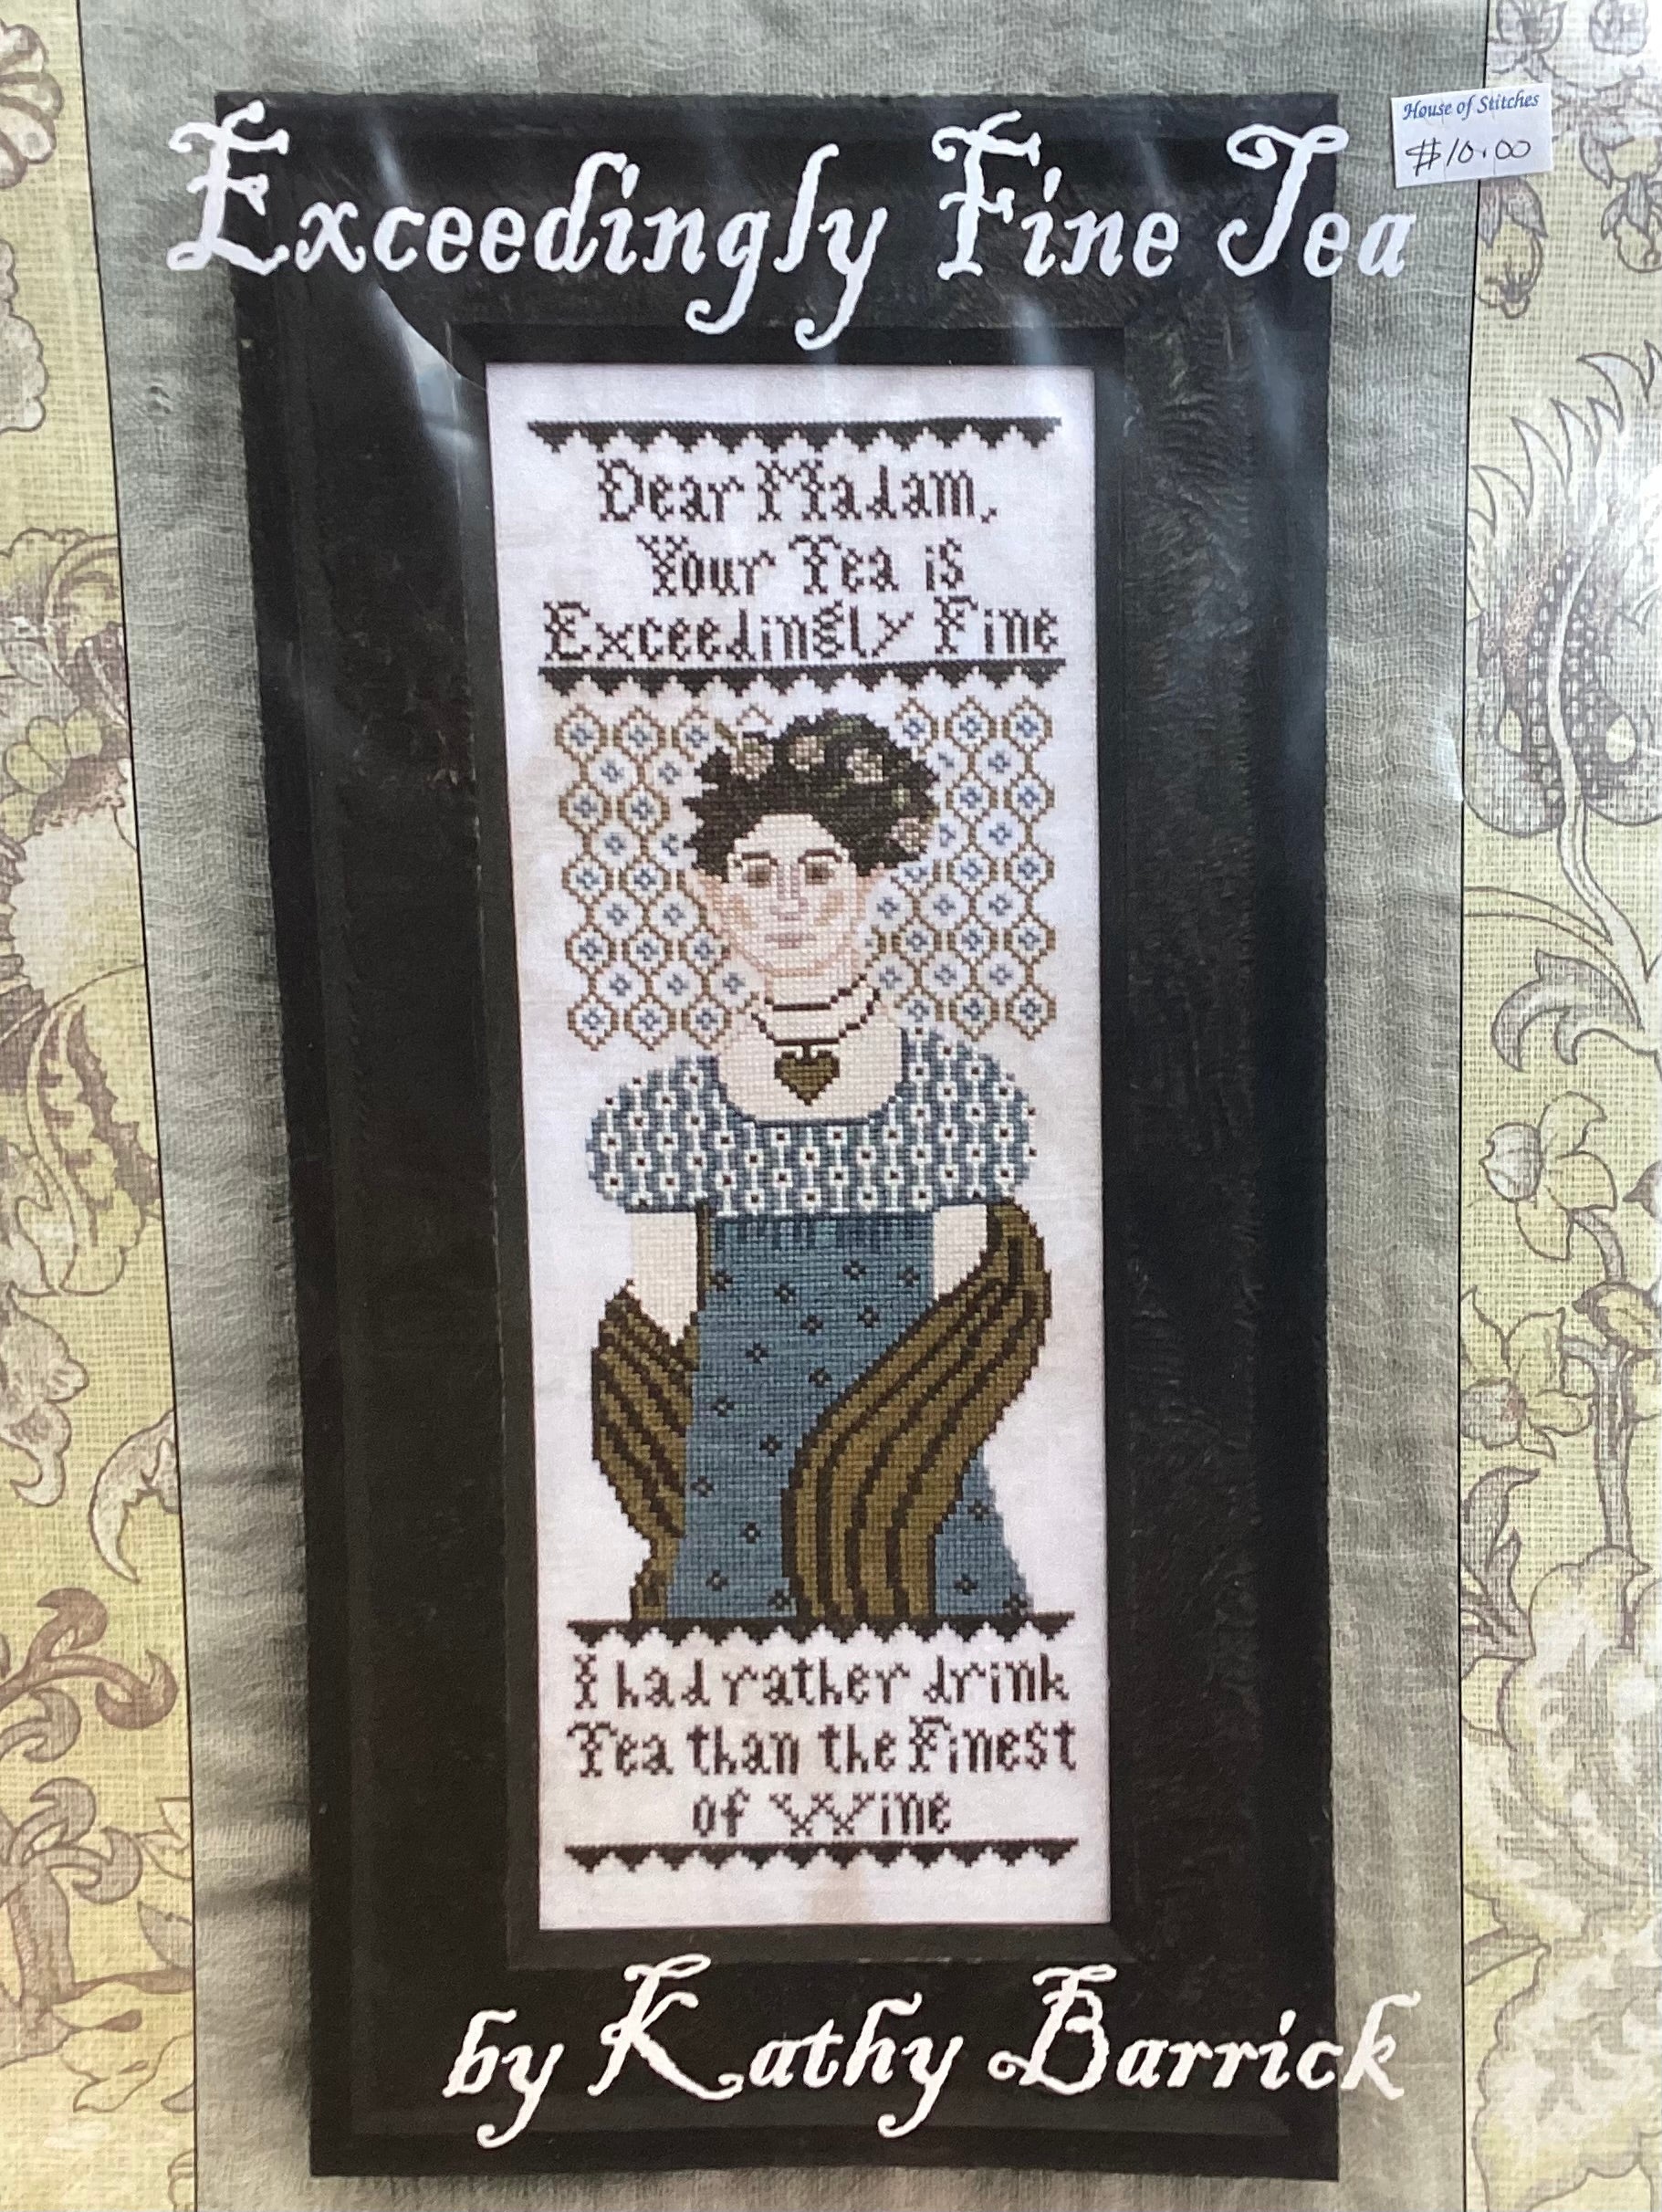 House of Stitches
$10.00
Exceedingly Fine Tea
Dear Madam,
Your Tea is
Exceedingly Fine
I had rather drink
Tea than the Finest
of Wine
by Kathy Barrick